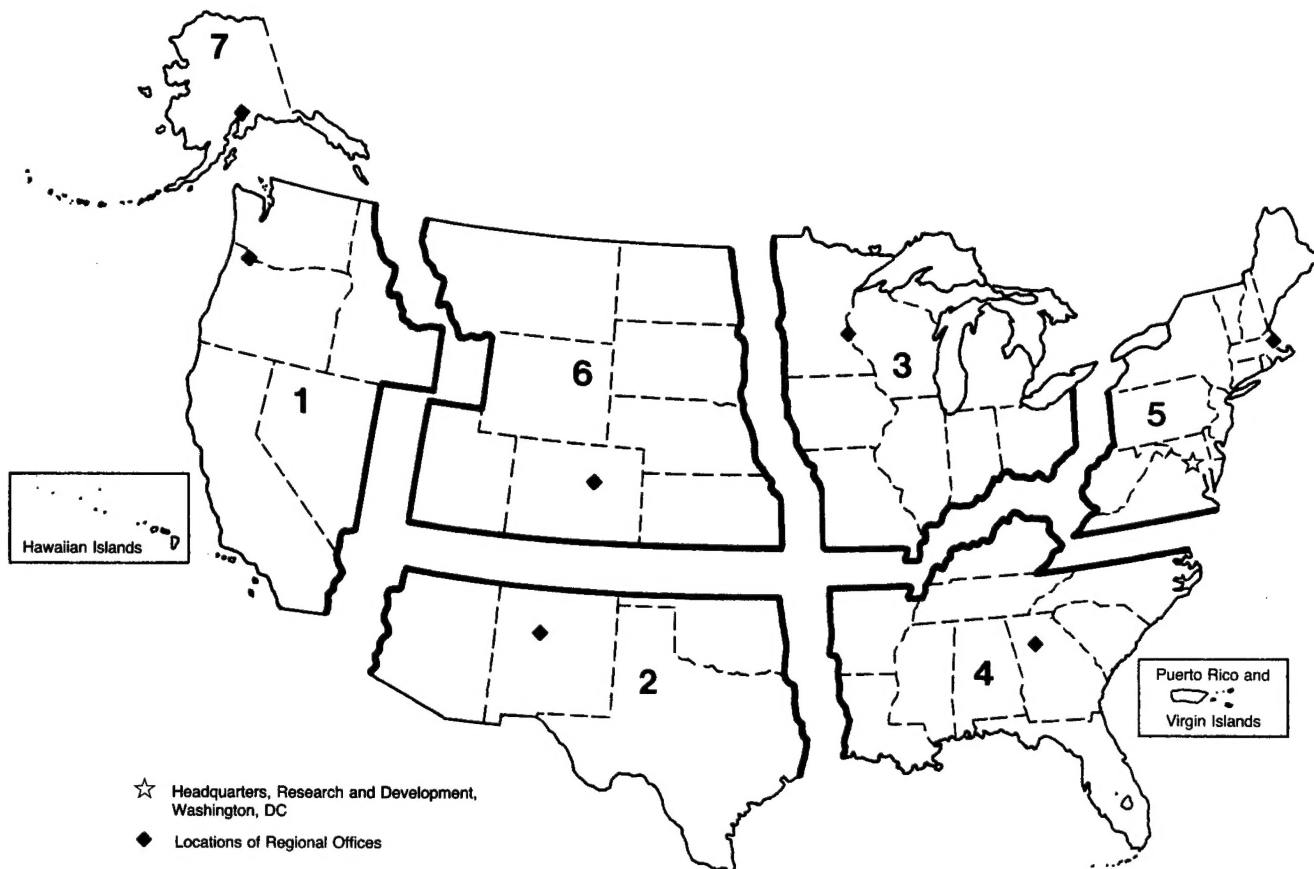 7
1
6
3
5
2
4
Hawaiian Islands
Puerto Rico and
Virgin Islands
Headquarters, Research and Development,
Washington, DC
Locations of Regional Offices